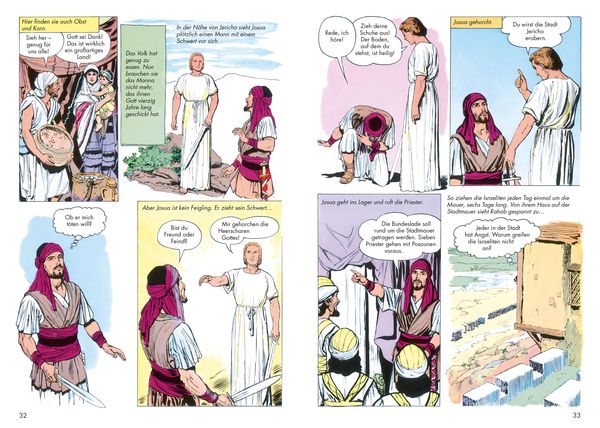 Hier finden sie auch Obst
und Korn.
Sieh her –
genug für
uns alle!
Gott sei Dank!
Das ist wirklich
ein großartiges
Land!
Das Volk hat
genug zu
essen. Nun
brauchen sie
das Manna
nicht mehr,
das ihnen
Gott vierzig
Jahre lang
geschickt hat.
In der Nähe von Jericho sieht Josua
plötzlich einen Mann mit einem
Schwert vor sich.
Ob er mich
töten will?
Aber Josua ist kein Feigling. Er zieht sein Schwert...
Bist du
Freund oder
Feind?
Mir gehorchen die
Heerscharen
Gottes!
32
Rede, ich
höre!
Zieh deine
Schuhe aus!
Der Boden,
auf dem du
stehst, ist heilig!
Josua gehorcht.
Du wirst die Stadt
Jericho
erobern.
Josua geht ins Lager und ruft die Priester.
Die Bundeslade soll
rund um die Stadtmauer
getragen werden. Sieben
Priester gehen mit Posaunen
voraus.
So ziehen die Israeliten jeden Tag einmal um die
Mauer, sechs Tage lang. Von ihrem Haus auf der
Stadtmauer sieht Rahab gespannt zu...
Jeder in der Stadt
hat Angst. Warum greifen
die Israeliten nicht
an?
33